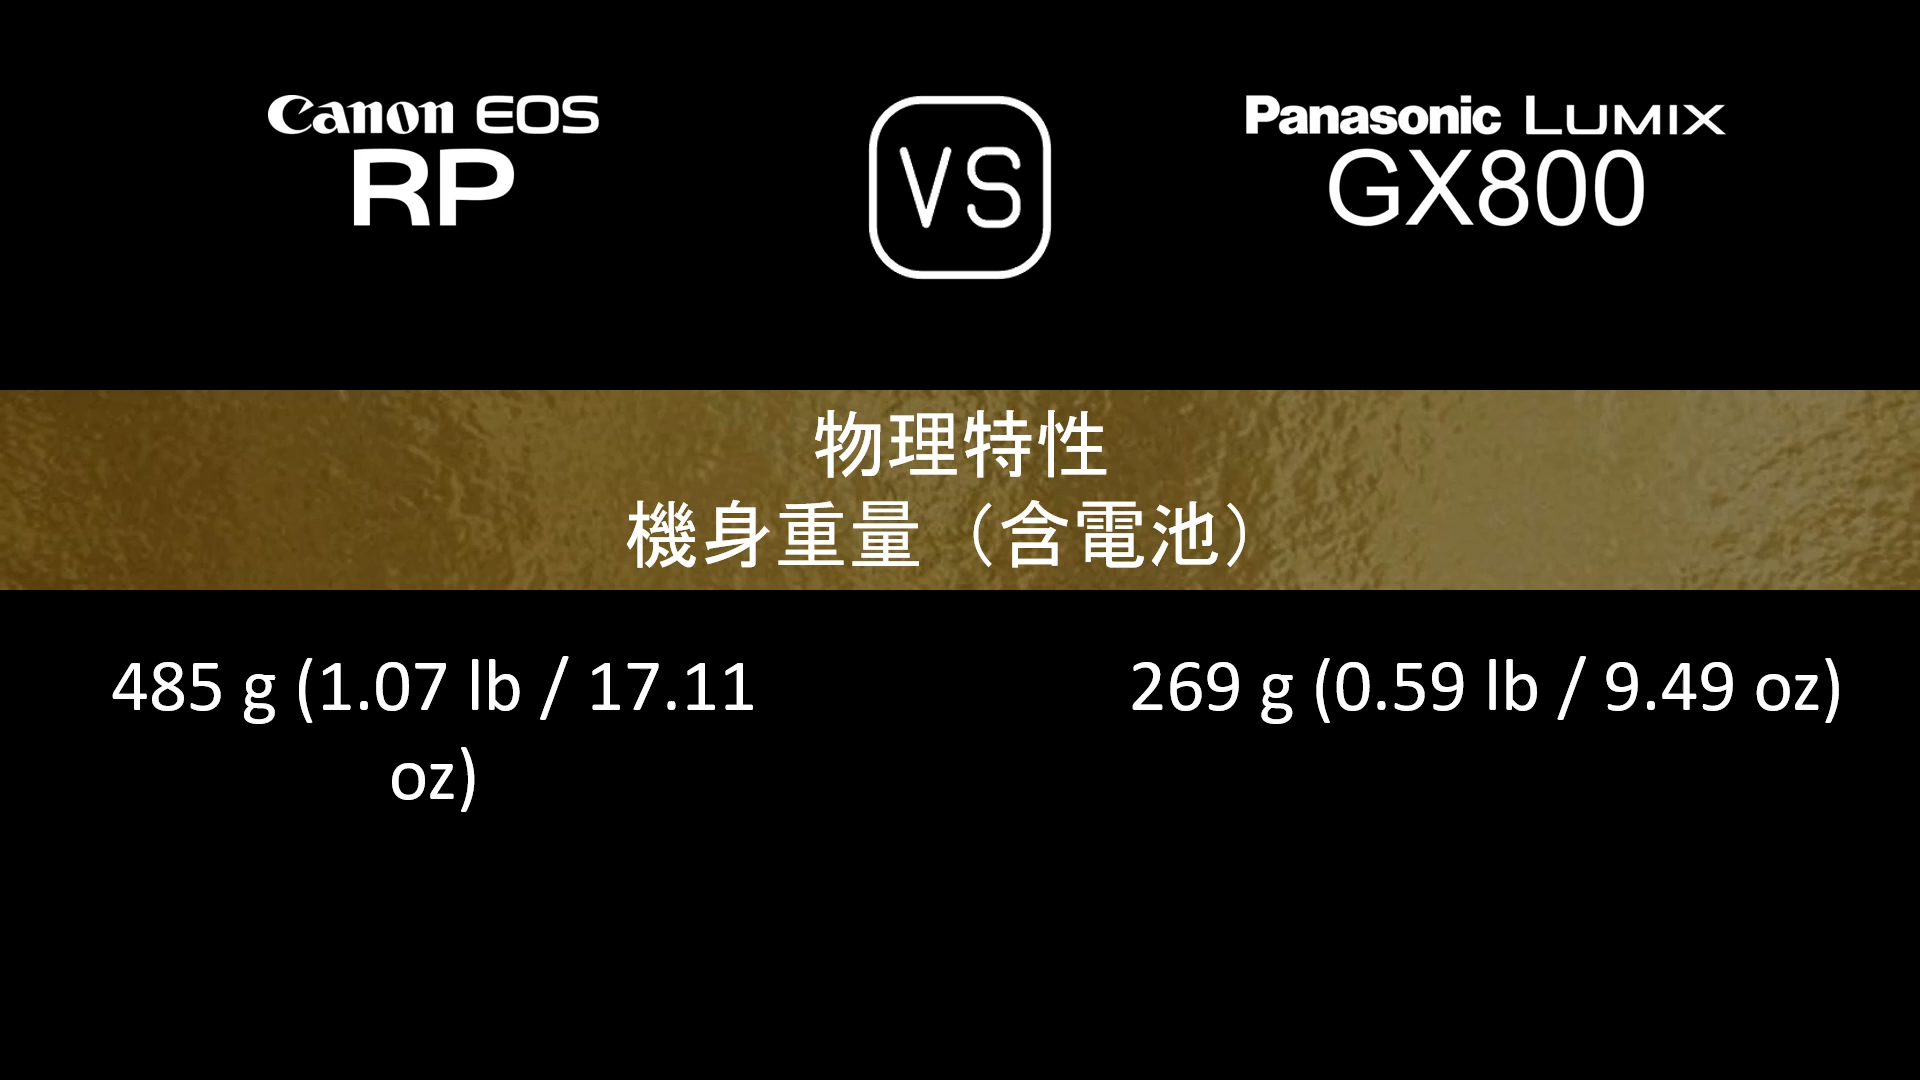 Canon EOS
RP
VS
Panasonic LUMIX
GX800
物理特性
機身重量（含電池）
485 g (1.07 lb / 17.11
oz)
269 g (0.59 lb / 9.49 oz)